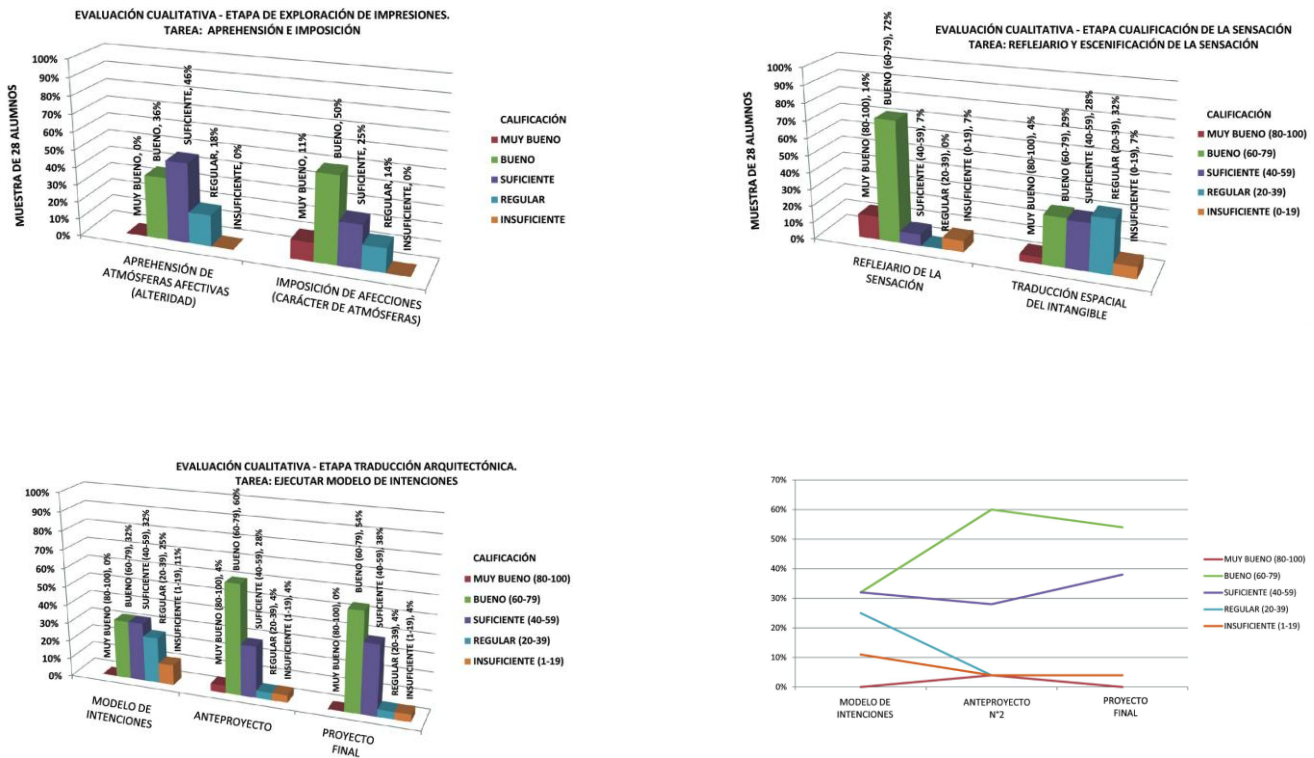 EVALUACIÓN CUALITATIVA - ETAPA DE EXPLORACIÓN DE IMPRESIONES.
TAREA: APREHENSIÓN E IMPOSICIÓN
MUESTRA DE 28 ALUMNOS
100%
90%
80%
70%
60%
50%
40%
30%
20%
10%
0%
MUY BUENO, 0%
BUENO, 36%
SUFICIENTE, 46%
REGULAR, 18%
INSUFICIENTE, 0%
MUY BUENO, 11%
BUENO, 50%
SUFICIENTE, 25%
REGULAR, 14%
INSUFICIENTE, 0%
APREHENSIÓN DE
ATMÓSFERAS AFECTIVAS
(ALTERIDAD)
IMPOSICIÓN DE AFECCIONES
(CARÁCTER DE ATMÓSFERAS)
CALIFICACIÓN
MUY BUENO
BUENO
SUFICIENTE
REGULAR
INSUFICIENTE
EVALUACIÓN CUALITATIVA - ETAPA CUALIFICACIÓN DE LA SENSACIÓN
TAREA: REFLEJARIO Y ESCENIFICACIÓN DE LA SENSACIÓN
MUESTRA DE 28 ALUMNOS
100%
90%
80%
70%
60%
50%
40%
30%
20%
10%
0%
MUY BUENO (80-100), 14%
BUENO (60-79), 72%
SUFICIENTE (40-59), 7%
REGULAR (20-39), 0%
INSUFICIENTE (0-19), 7%
MUY BUENO (80-100), 4%
BUENO (60-79), 29%
SUFICIENTE (40-59), 28%
REGULAR (20-39), 32%
INSUFICIENTE (0-19), 7%
REFLEJARIO DE LA
SENSACIÓN
TRADUCCIÓN ESPACIAL
DEL INTANGIBLE
CALIFICACIÓN
MUY BUENO (80-100)
BUENO (60-79)
SUFICIENTE (40-59)
REGULAR (20-39)
INSUFICIENTE (0-19)
EVALUACIÓN CUALITATIVA - ETAPA TRADUCCIÓN ARQUITECTÓNICA.
TAREA: EJECUTAR MODELO DE INTENCIONES
MUESTRA DE 28 ALUMNOS
100%
90%
80%
70%
60%
50%
40%
30%
20%
10%
0%
MUY BUENO (80-100), 0%
BUENO (60-79), 32%
SUFICIENTE (40-59), 32%
REGULAR (20-39), 25%
INSUFICIENTE (1-19), 11%
MUY BUENO (80-100), 4%
BUENO (60-79), 60%
SUFICIENTE (40-59), 28%
REGULAR (20-39), 4%
INSUFICIENTE (1-19), 4%
MUY BUENO (80-100), 0%
BUENO (60-79), 54%
SUFICIENTE (40-59), 38%
REGULAR (20-39), 4%
INSUFICIENTE (1-19), 4%
MODELO DE
INTENCIONES
ANTEPROYECTO
PROYECTO
FINAL
CALIFICACIÓN
MUY BUENO (80-100)
BUENO (60-79)
SUFICIENTE (40-59)
REGULAR (20-39)
INSUFICIENTE (1-19)
70%
60%
50%
40%
30%
20%
10%
0%
MODELO DE
INTENCIONES
ANTEPROYECTO
N°2
PROYECTO
FINAL
MUY BUENO (80-100)
BUENO (60-79)
SUFICIENTE (40-59)
REGULAR (20-39)
INSUFICIENTE (1-19)